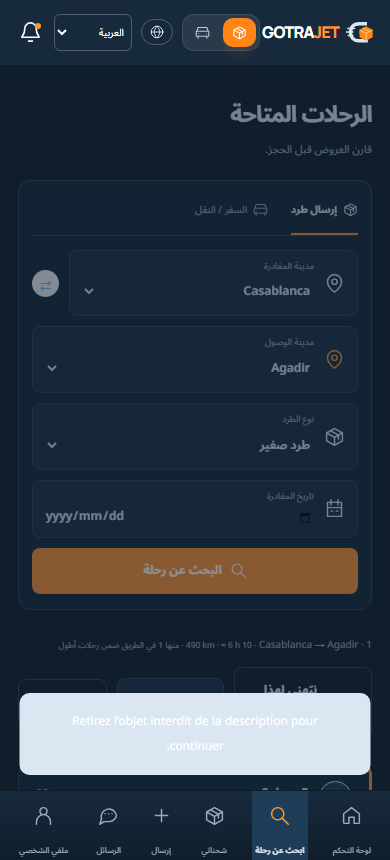 GOTRAJET
العربية
الرحلات المتاحة
قارن العروض قبل الحجز.
إرسال طرد
السفر / النقل
مدينة المغادرة
Casablanca
مدينة الوصول
Agadir
نوع الطرد
طرد صغير
تاريخ المغادرة
yyyy/mm/dd
البحث عن رحلة
1 · Casablanca → Agadir · 490 km · ≈ 6 h 10 · منها 1 في الطريق ضمن رحلات أطول
Retirez l'objet interdit de la description pour
continuer.
لوحة التحكم
ابحث عن رحلة
شحناتي
إرسال
الرسائل
ملفي الشخصي